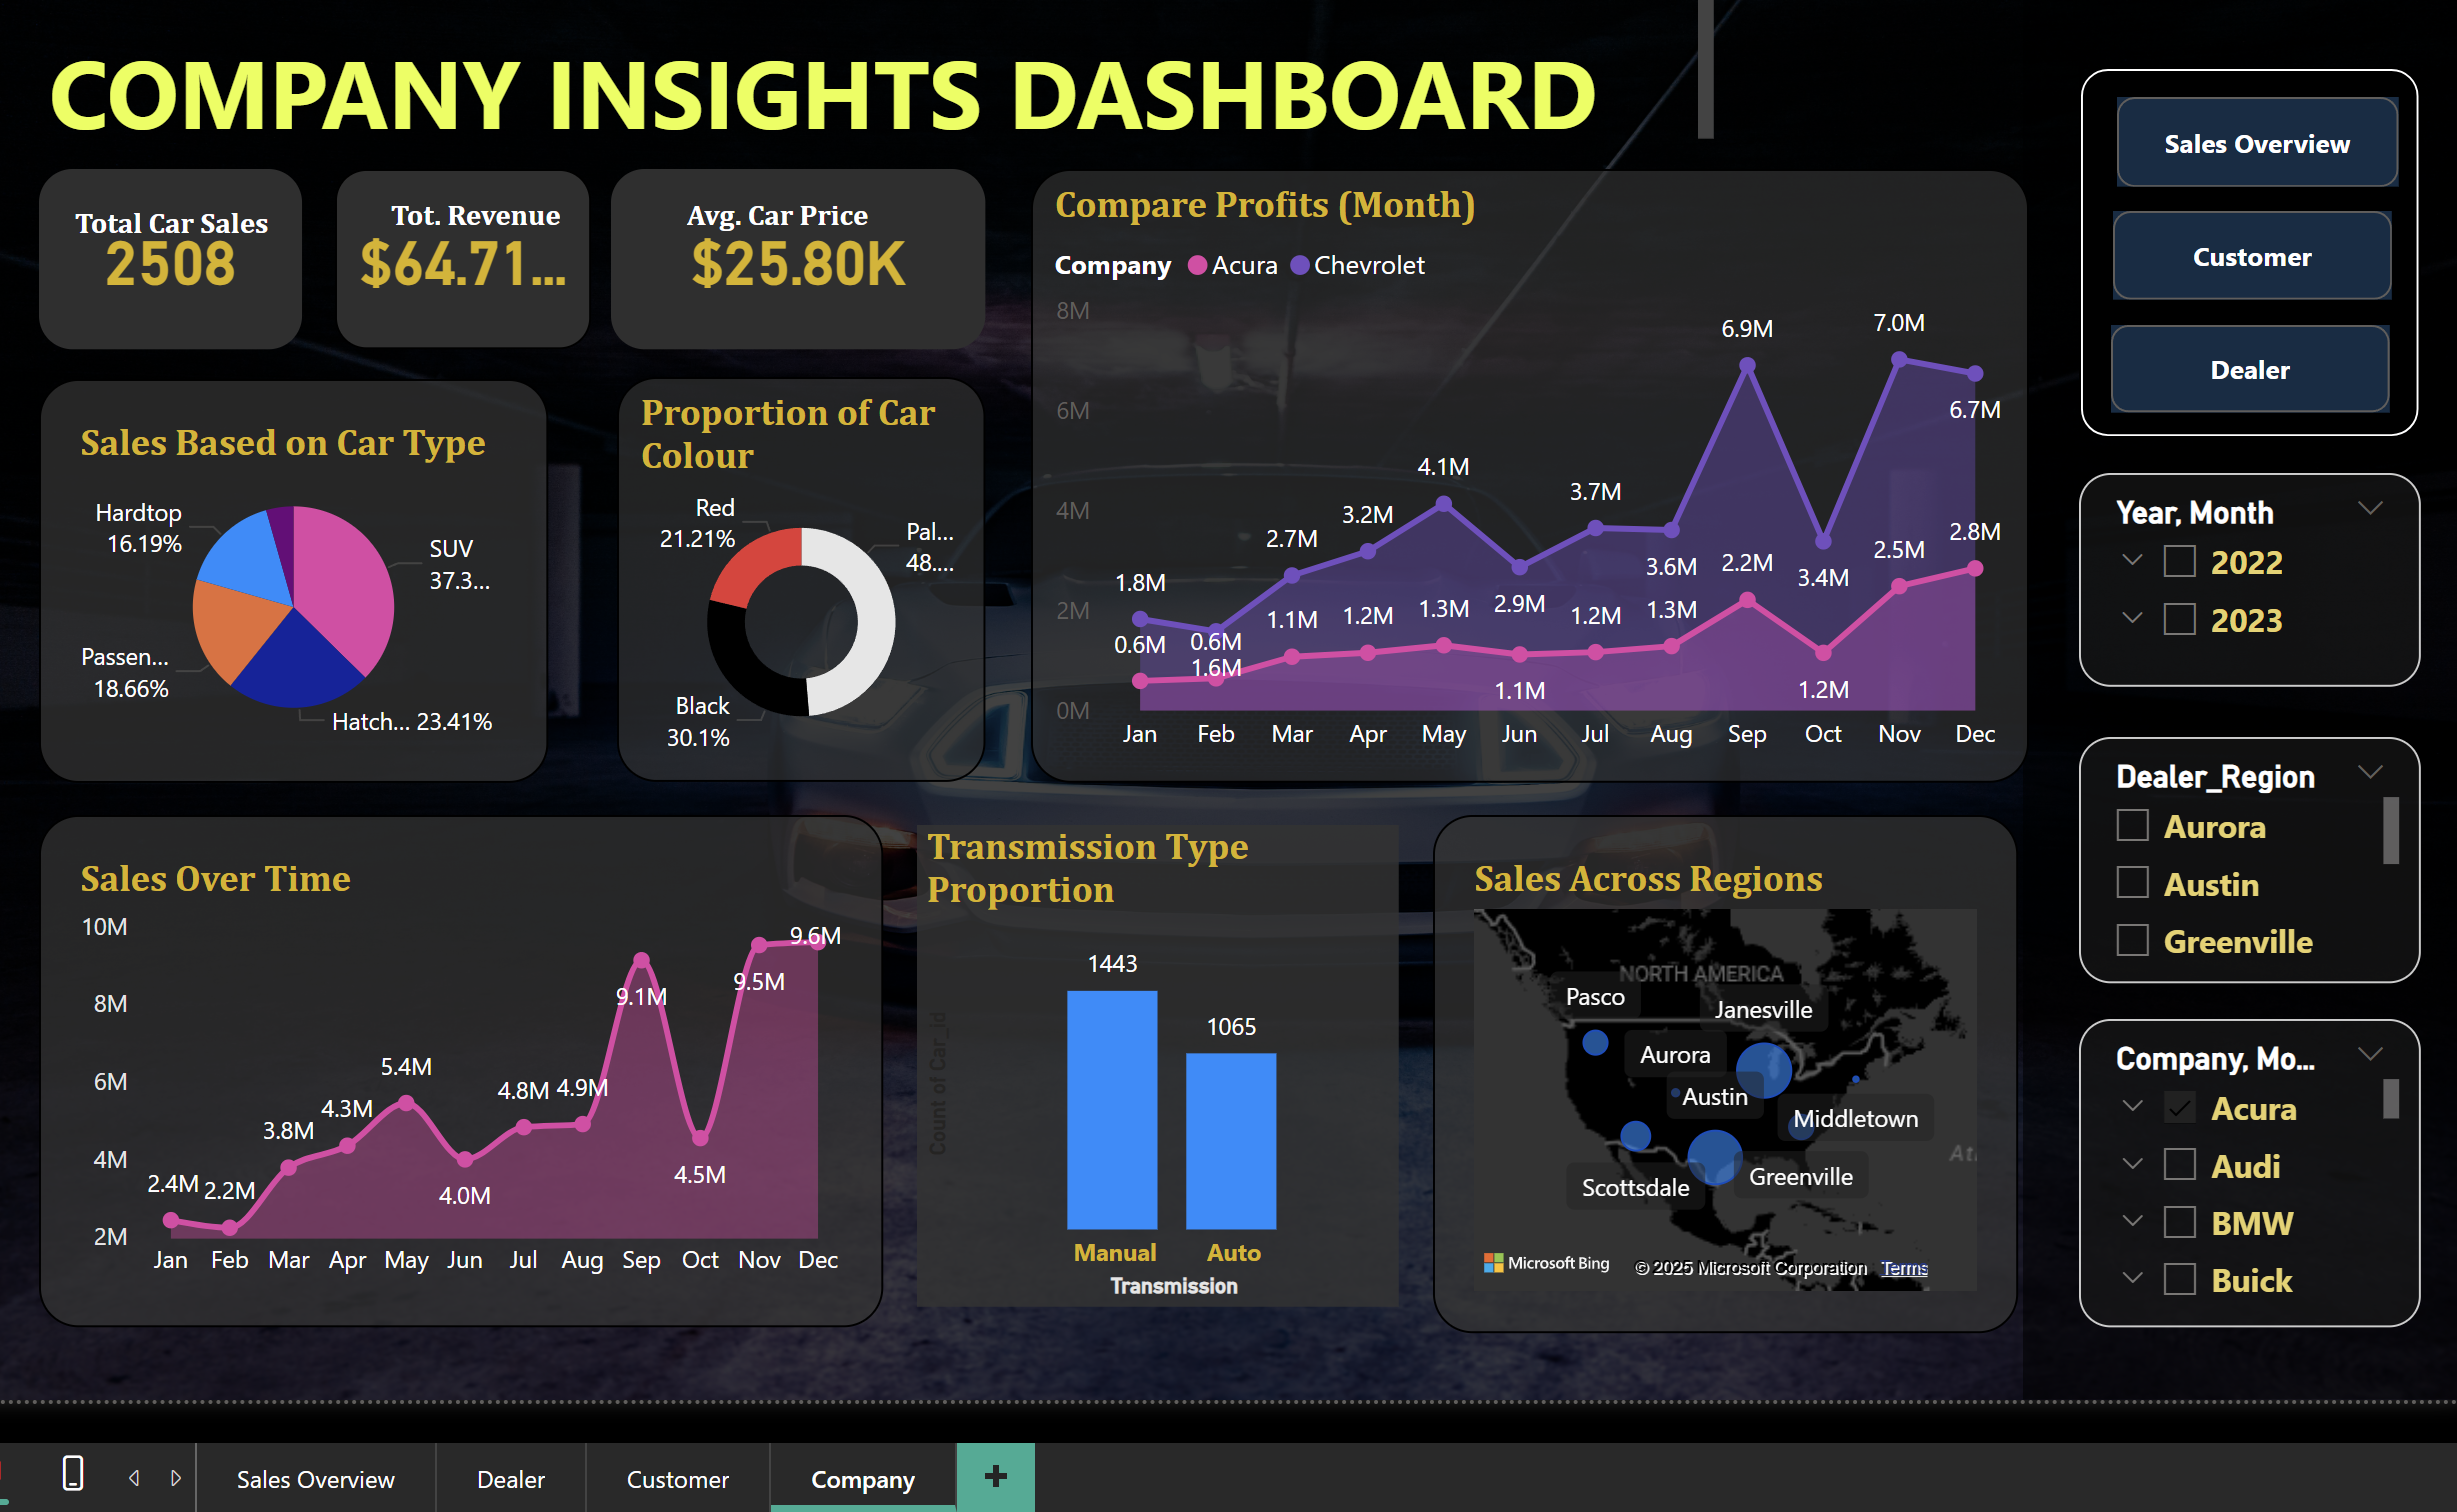 COMPANY INSIGHTS DASHBOARD
Total Car Sales
2508
Tot. Revenue
$64.71...
Avg. Car Price
$25.80K
Sales Based on Car Type
Hardtop
16.19%
SUV
37.3...
Passen...
18.66%
Hatch... 23.41%
Proportion of Car
Colour
Red
21.21%
Pal...
48....
Black
30.1%
Compare Profits (Month)
Company Acura Chevrolet
8M
6M
4M
2M
0M
1.8M
1.6M
2.7M
3.2M
4.1M
2.9M
3.7M
3.6M
6.9M
3.4M
7.0M
6.7M
0.6M
0.6M
1.1M
1.2M
1.3M
1.1M
1.2M
1.3M
2.2M
1.2M
2.5M
2.8M
Jan Feb Mar Apr May Jun Jul Aug Sep Oct Nov Dec
Sales Over Time
10M
8M
6M
4M
2M
2.4M
2.2M
3.8M
4.3M
5.4M
4.0M
4.8M
4.9M
9.1M
4.5M
9.5M
9.6M
Jan Feb Mar Apr May Jun Jul Aug Sep Oct Nov Dec
Transmission Type
Proportion
Count of Car_id
1443
1065
Manual Auto
Transmission
Sales Across Regions
NORTH AMERICA
Pasco
Janesville
Aurora
Austin
Middletown
Greenville
Scottsdale
Atl
Microsoft Bing
© 2025 Microsoft Corporation Terms
Sales Overview
Customer
Dealer
Year, Month
2022
2023
Dealer_Region
Aurora
Austin
Greenville
Company, Mo...
Acura
Audi
BMW
Buick
Sales Overview Dealer Customer Company +